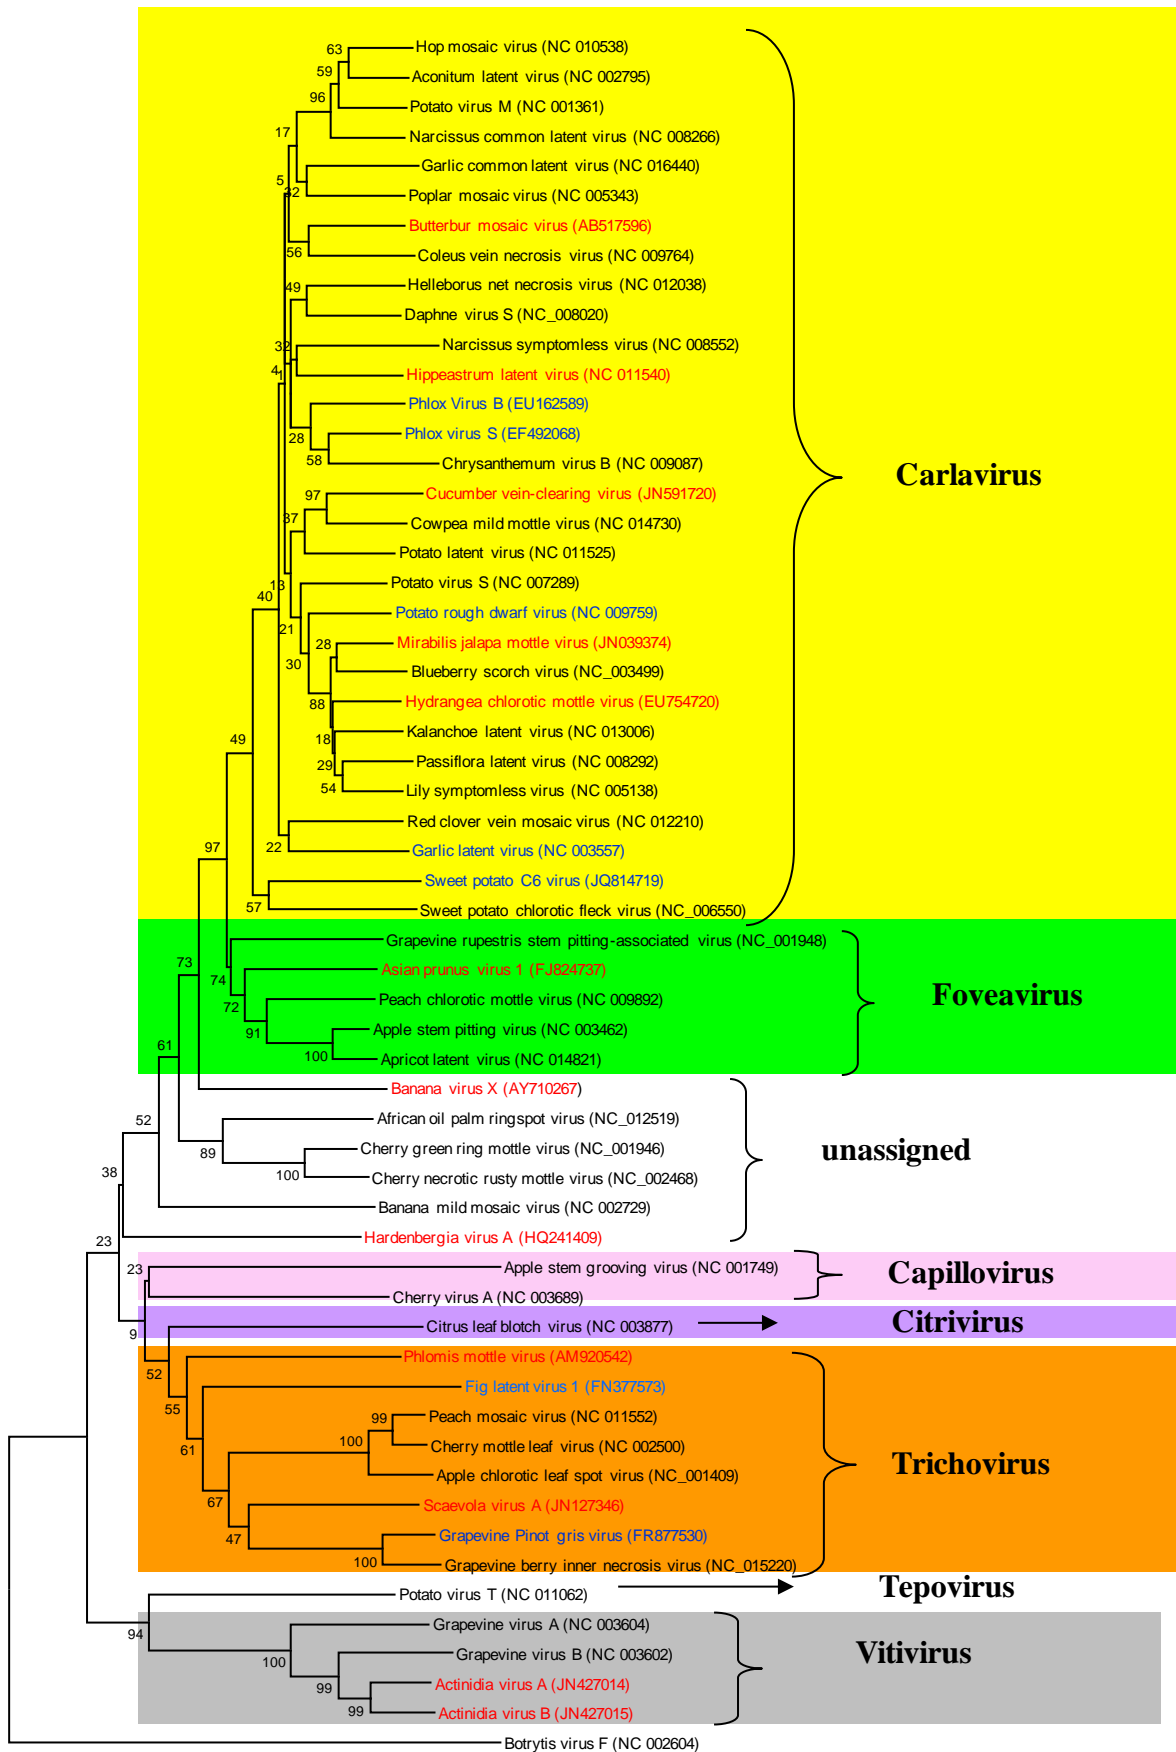 63
Hop mosaic virus (NC 010538)
59
Aconitum latent virus (NC 002795)
96
Potato virus M (NC 001361)
17
Narcissus common latent virus (NC 008266)
Garlic common latent virus (NC 016440)
5
32
Poplar mosaic virus (NC 005343)
Butterbur mosaic virus (AB517596)
56
Coleus vein necrosis virus (NC 009764)
49
Helleborus net necrosis virus (NC 012038)
Daphne virus S (NC_008020)
32
Narcissus symptomless virus (NC 008552)
4
1
Hippeastrum latent virus (NC 011540)
Phlox Virus B (EU162589)
28
Phlox virus S (EF492068)
58
Chrysanthemum virus B (NC 009087)
Carlavirus
97
Cucumber vein-clearing virus (JN591720)
37
Cowpea mild mottle virus (NC 014730)
Potato latent virus (NC 011525)
13
Potato virus S (NC 007289)
40
Potato rough dwarf virus (NC 009759)
21
28
Mirabilis jalapa mottle virus (JN039374)
30
Blueberry scorch virus (NC_003499)
88
Hydrangea chlorotic mottle virus (EU754720)
18
Kalanchoe latent virus (NC 013006)
49
29
Passiflora latent virus (NC 008292)
54
Lily symptomless virus (NC 005138)
Red clover vein mosaic virus (NC 012210)
97
22
Garlic latent virus (NC 003557)
Sweet potato C6 virus (JQ814719)
57
Sweet potato chlorotic fleck virus (NC_006550)
Grapevine rupestris stem pitting-associated virus (NC_001948)
73
74
Asian prunus virus 1 (FJ824737)
72
Peach chlorotic mottle virus (NC 009892)
Foveavirus
91
Apple stem pitting virus (NC 003462)
61
100
Apricot latent virus (NC 014821)
Banana virus X (AY710267)
52
African oil palm ringspot virus (NC_012519)
89
Cherry green ring mottle virus (NC_001946)
unassigned
38
100
Cherry necrotic rusty mottle virus (NC_002468)
Banana mild mosaic virus (NC 002729)
23
Hardenbergia virus A (HQ241409)
23
Apple stem grooving virus (NC 001749)
Capillovirus
Cherry virus A (NC 003689)
9
Citrus leaf blotch virus (NC 003877)
Citrivirus
52
Phlomis mottle virus (AM920542)
55
Fig latent virus 1 (FN377573)
99
Peach mosaic virus (NC 011552)
61
100
Cherry mottle leaf virus (NC 002500)
Apple chlorotic leaf spot virus (NC_001409)
Trichovirus
67
Scaevola virus A (JN127346)
47
Grapevine Pinot gris virus (FR877530)
100
Grapevine berry inner necrosis virus (NC_015220)
Potato virus T (NC 011062)
Tepovirus
94
Grapevine virus A (NC 003604)
100
Grapevine virus B (NC 003602)
Vitivirus
99
Actinidia virus A (JN427014)
99
Actinidia virus B (JN427015)
Botrytis virus F (NC 002604)